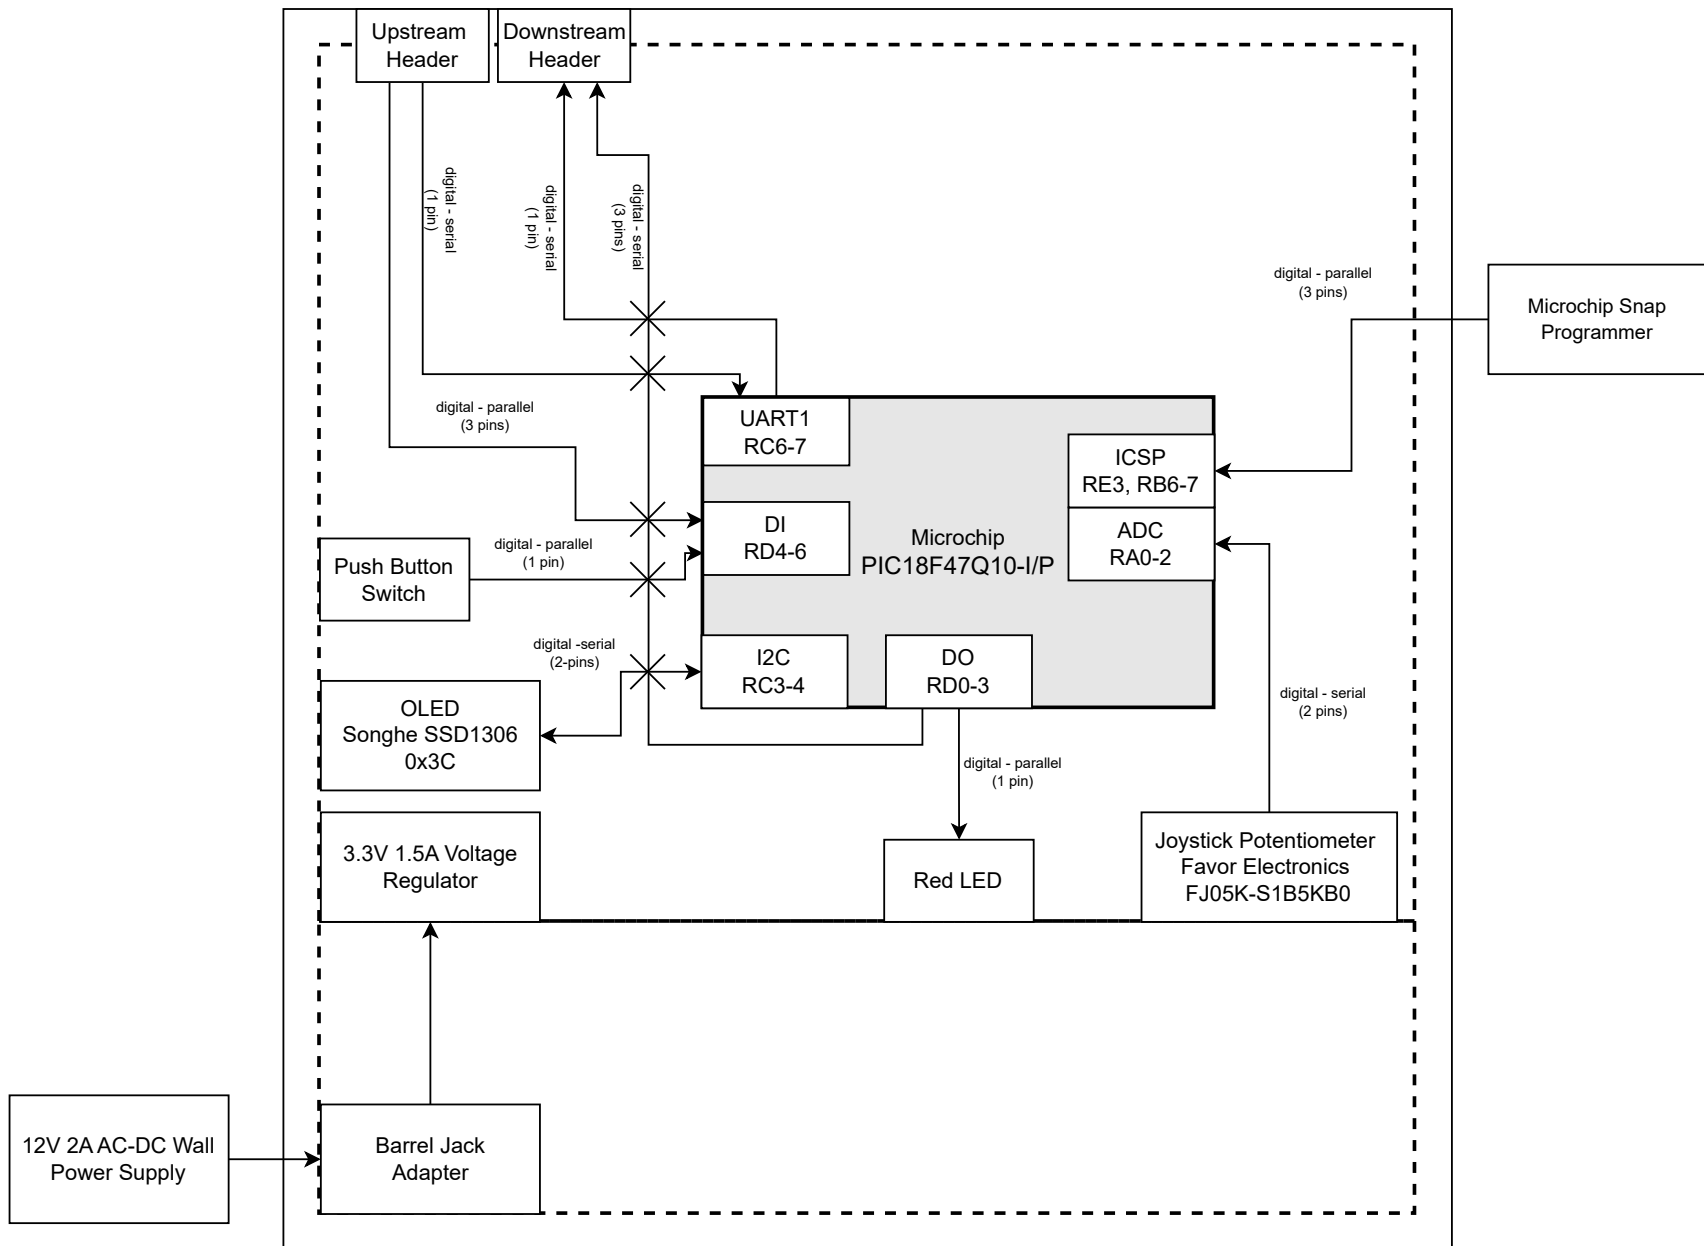 Upstream
Header
Downstream
Header
digital - serial
(1 pin)
digital - serial
(1 pin)
digital - serial
(3 pins)
digital - parallel
(3 pins)
Microchip Snap
Programmer
digital - parallel
(3 pins)
UART1
RC6-7
ICSP
RE3, RB6-7
DI
RD4-6
Microchip
PIC18F47Q10-I/P
ADC
RA0-2
Push Button
Switch
digital - parallel
(1 pin)
digital -serial
(2-pins)
I2C
RC3-4
DO
RD0-3
digital - serial
(2 pins)
OLED
Songhe SSD1306
0x3C
digital - parallel
(1 pin)
3.3V 1.5A Voltage
Regulator
Red LED
Joystick Potentiometer
Favor Electronics
FJ05K-S1B5KB0
12V 2A AC-DC Wall
Power Supply
Barrel Jack
Adapter